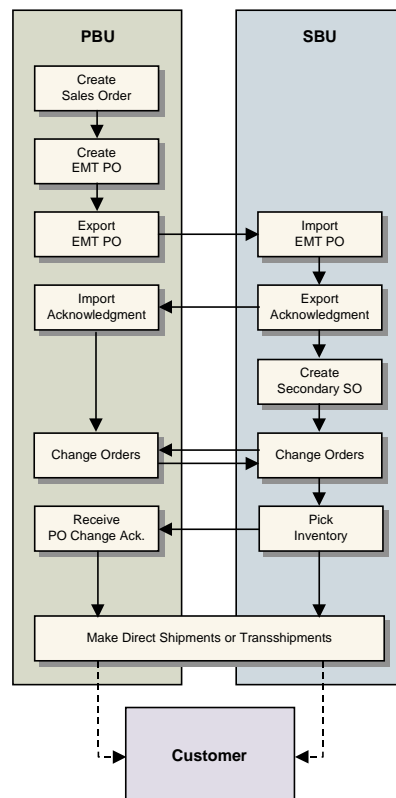 PBU
SBU
Create
Sales Order
Create
EMT PO
Export
EMT PO
Import
EMT PO
Import
Acknowledgment
Export
Acknowledgment
Create
Secondary SO
Change Orders
Change Orders
Receive
PO Change Ack.
Pick
Inventory
Make Direct Shipments or Transshipments
Customer